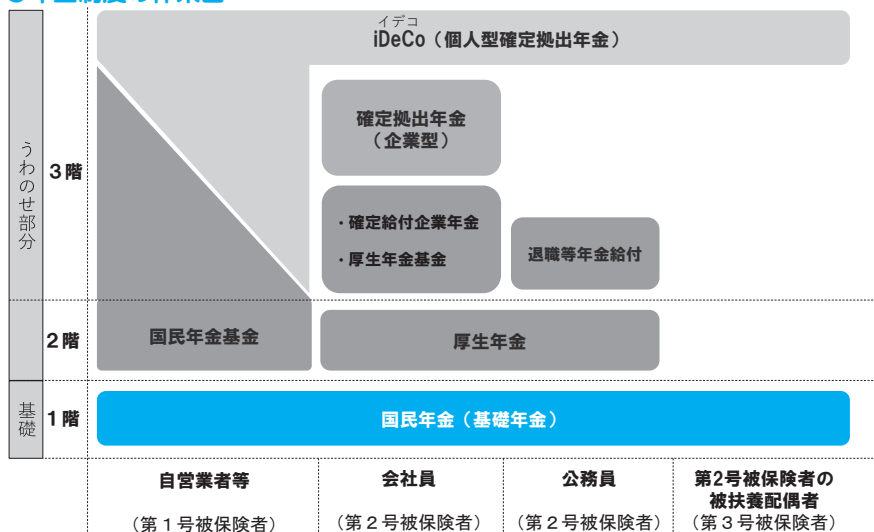 イデコ
iDeCo（個人型確定拠出年金）
うわのせ部分
3階
確定拠出年金
（企業型）
・確定給付企業年金
・厚生年金基金
退職等年金給付
2階
国民年金基金
厚生年金
基礎
1階
国民年金（基礎年金）
自営業者等
（第1号被保険者）
会社員
（第2号被保険者）
公務員
（第2号被保険者）
第2号被保険者の
被扶養配偶者
（第3号被保険者）